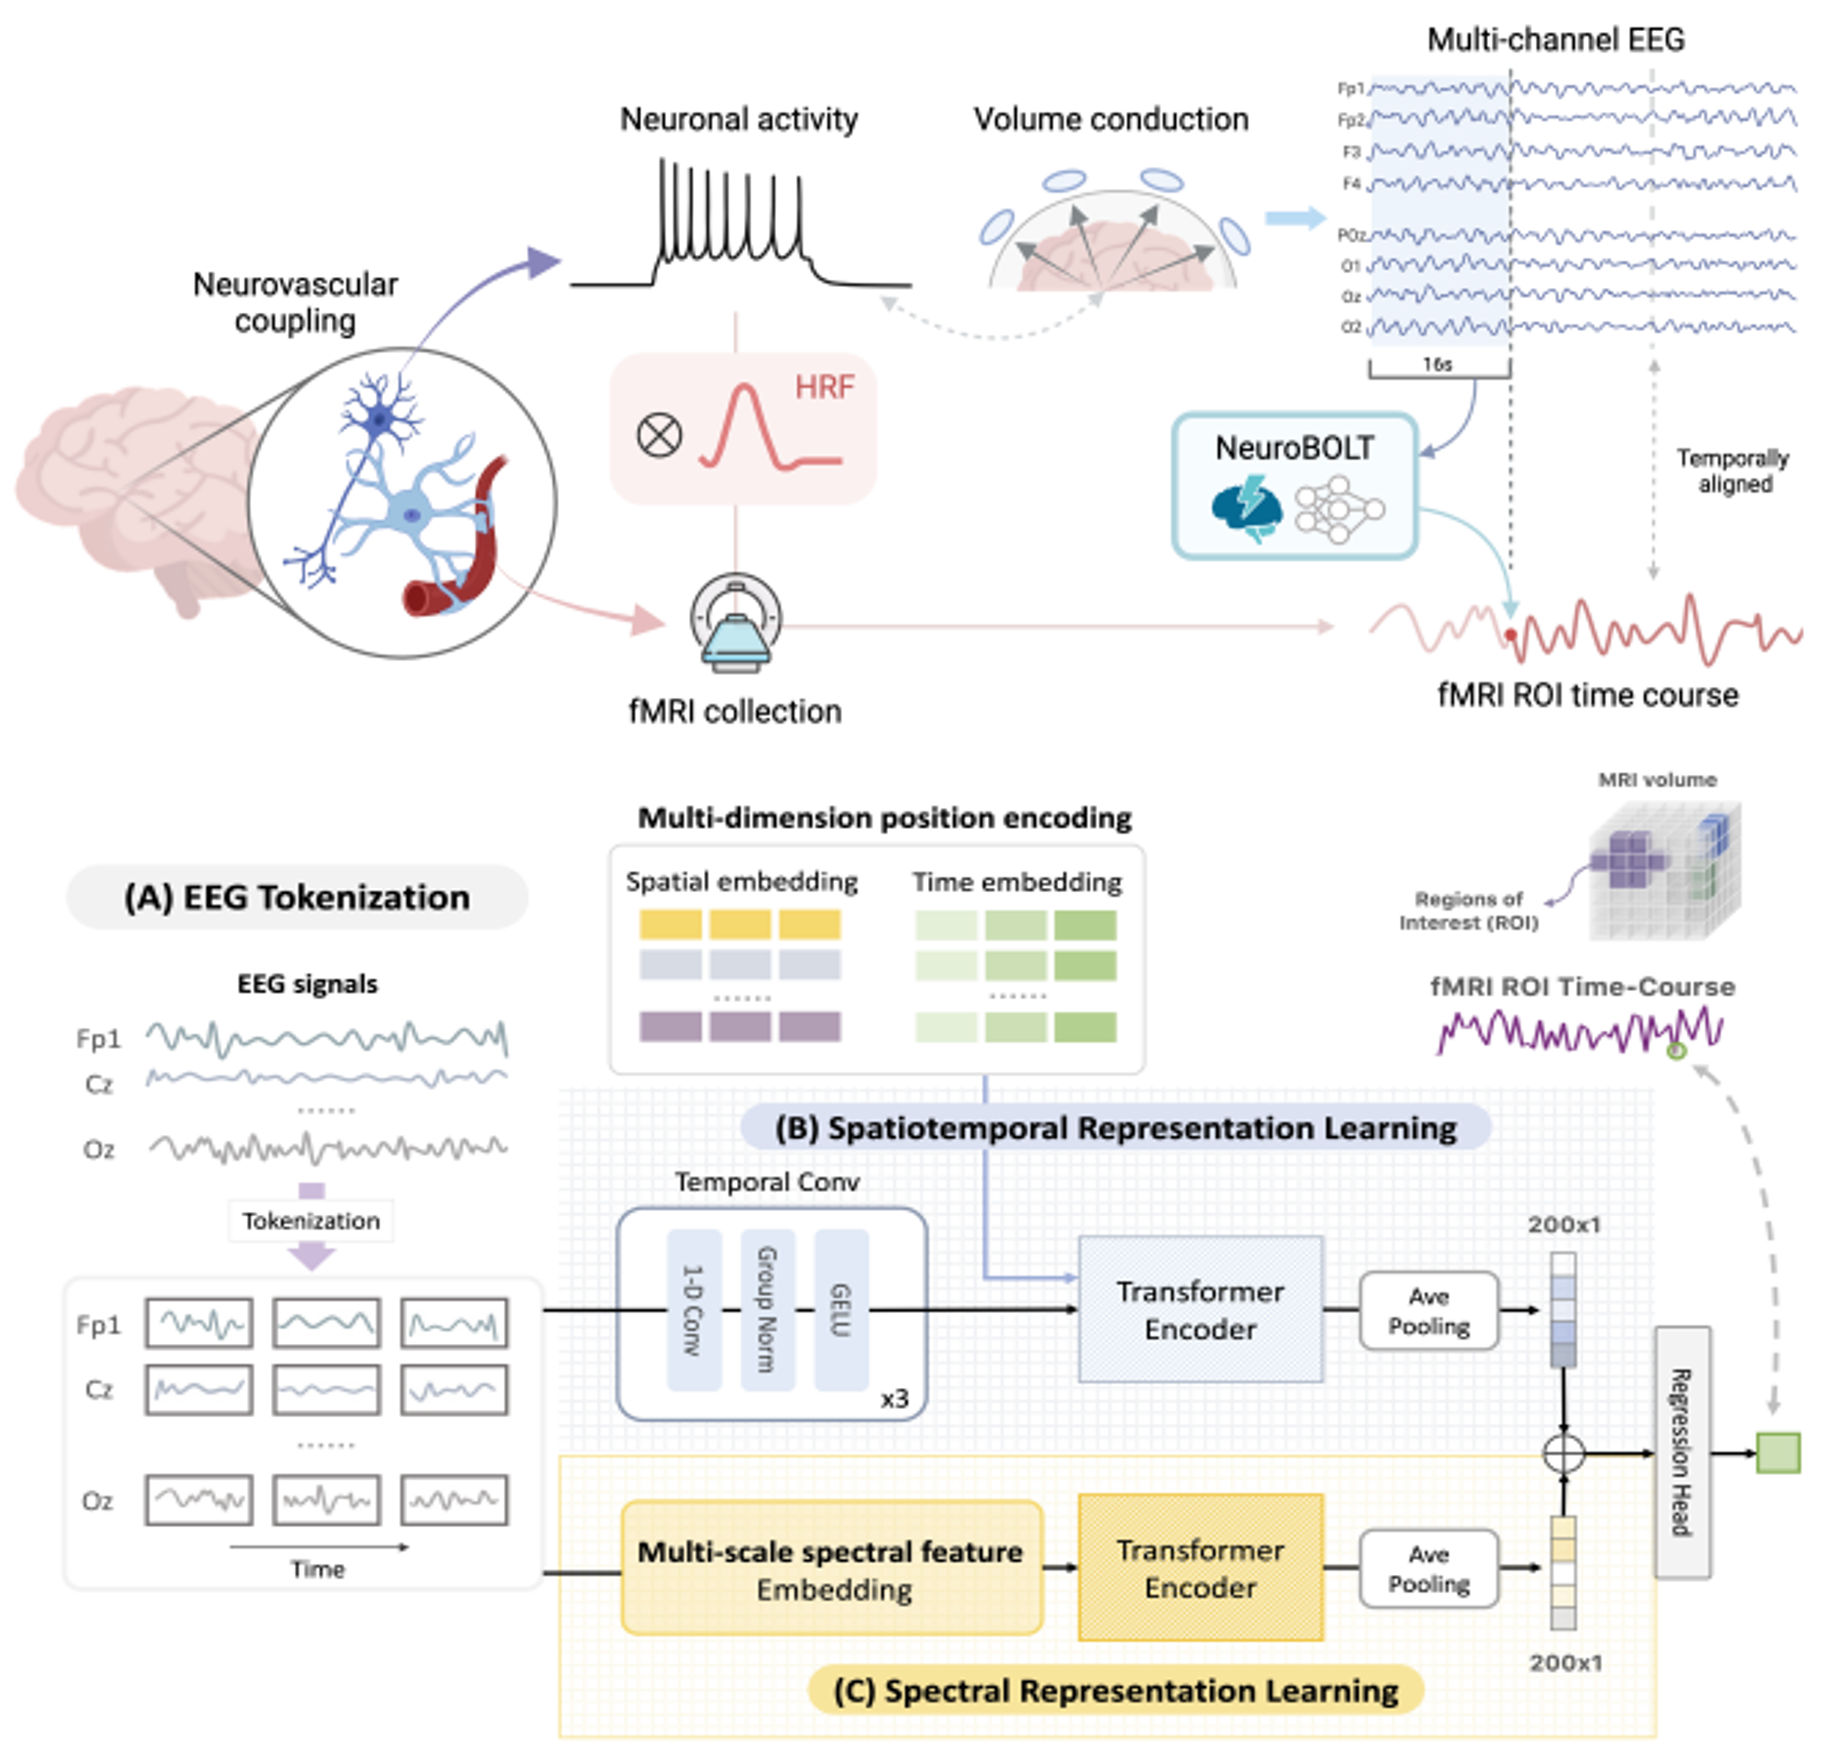 Multi-channel EEG
Fp1
Fp2
F3
F4
POz
O1
Oz
O2
16s
Neuronal activity
Volume conduction
Neurovascular
coupling
HRF
NeuroBOLT
Temporally
aligned
fMRI collection
fMRI ROI time course
MRI volume
Regions of
Interest (ROI)
fMRI ROI Time-Course
Multi-dimension position encoding
Spatial embedding
Time embedding
......
......
(A) EEG Tokenization
EEG signals
Fp1
Cz
......
Oz
Tokenization
Fp1
Cz
......
Oz
Time
(B) Spatiotemporal Representation Learning
Temporal Conv
1-D Conv
Group Norm
GELU
x3
Transformer
Encoder
Ave
Pooling
200x1
Regression Head
Multi-scale spectral feature
Embedding
Transformer
Encoder
Ave
Pooling
200x1
(C) Spectral Representation Learning